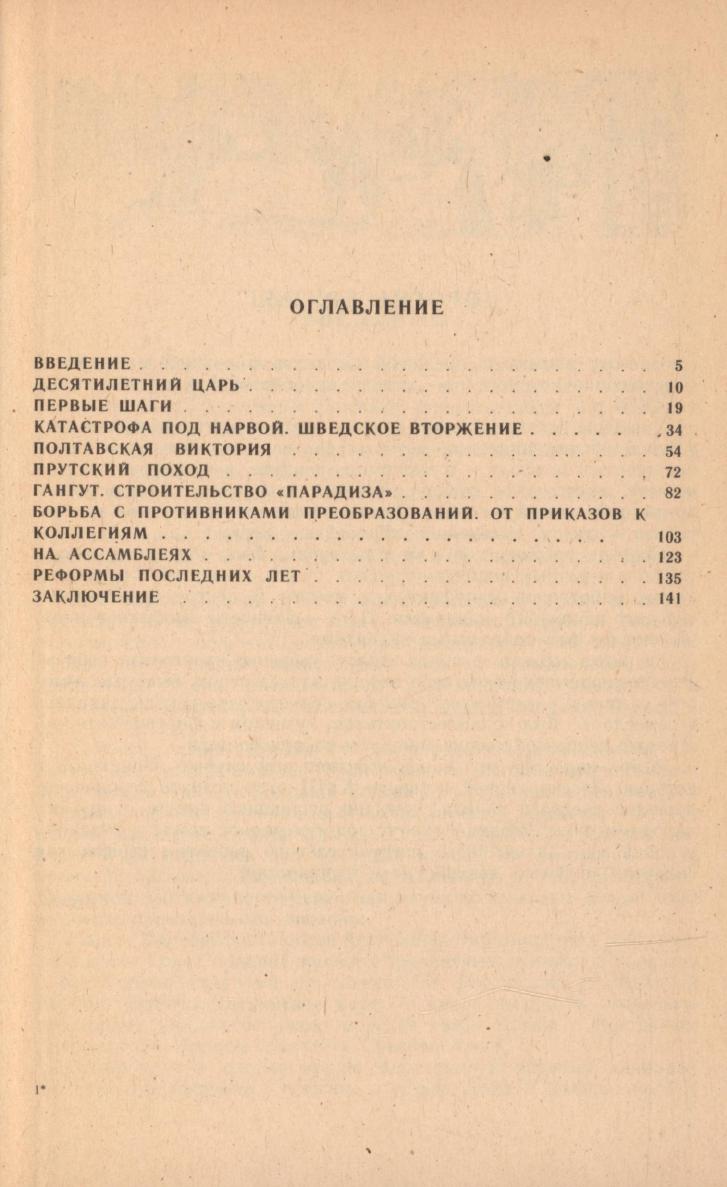 ОГЛАВЛЕНИЕ
ВВЕДЕНИЕ . . . . . . . . . . . . . . . . . . . . . . 5
ДЕСЯТИЛЕТНИЙ ЦАРЬ . . . . . . . . . . . . . . . . . 10
ПЕРВЫЕ ШАГИ . . . . . . . . . . . . . . . . . . . . 19
КАТАСТРОФА ПОД НАРВОЙ. ШВЕДСКОЕ ВТОРЖЕНИЕ . . . . . 34
ПОЛТАВСКАЯ ВИКТОРИЯ . . . . . . . . . . . . . . . . 54
ПРУТСКИЙ ПОХОД . . . . . . . . . . . . . . . . . . . 72
ГАНГУТ. СТРОИТЕЛЬСТВО «ПАРАДИЗА» . . . . . . . . . . 82
БОРЬБА С ПРОТИВНИКАМИ ПРЕОБРАЗОВАНИЙ. ОТ ПРИКАЗОВ К
КОЛЛЕГИЯМ . . . . . . . . . . . . . . . . . . . . 103
НА АССАМБЛЕЯХ . . . . . . . . . . . . . . . . . . . 123
РЕФОРМЫ ПОСЛЕДНИХ ЛЕТ . . . . . . . . . . . . . . . 135
ЗАКЛЮЧЕНИЕ . . . . . . . . . . . . . . . . . . . . 141
1*